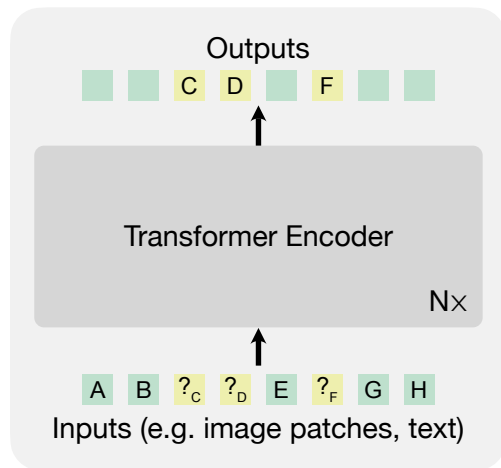 Outputs
C D F
Transformer Encoder
N×
A B ?C ?D E ?F G H
Inputs (e.g. image patches, text)